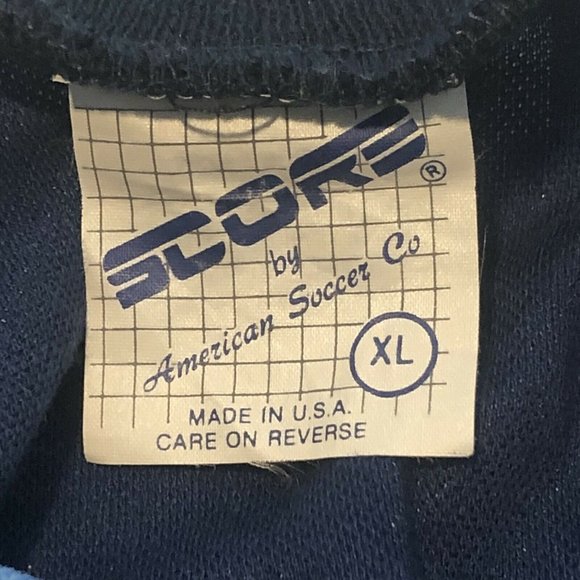 SCORE®
by
American Soccer Co
XL
MADE IN U.S.A.
CARE ON REVERSE